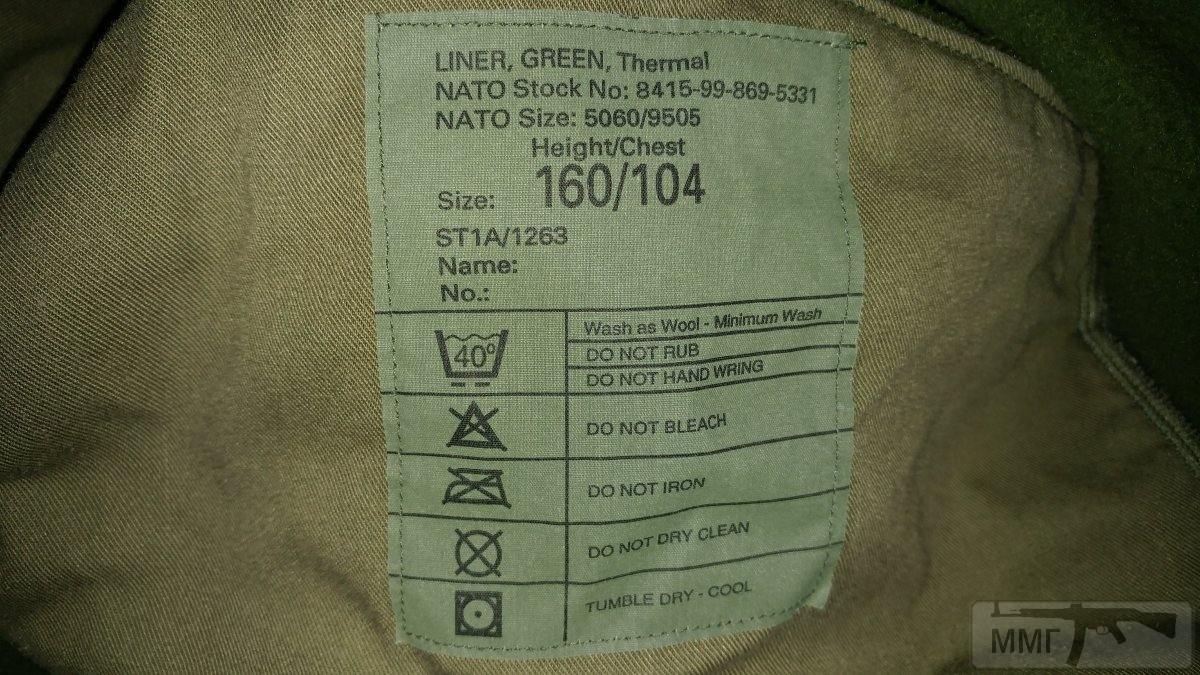 LINER, GREEN, Thermal
NATO Stock No: 8415-99-869-5331
NATO Size: 5060/9505
Height/Chest
Size: 160/104
ST1A/1263
Name:
No.:
40°
Wash as Wool - Minimum Wash
DO NOT RUB
DO NOT HAND WRING
DO NOT BLEACH
DO NOT IRON
DO NOT DRY CLEAN
TUMBLE DRY - COOL
ММГ